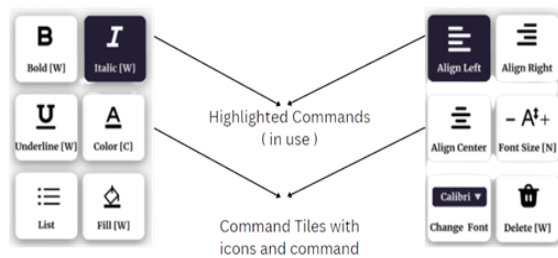 B
I
Bold [W]
Italic [W]
U
A
Underline [W]
Color [C]
List
Fill [W]
Highlighted Commands
( in use )
Command Tiles with
icons and command
Align Left
Align Right
- A +
Align Center
Font Size [N]
Calibri ▼
Change Font
Delete [W]